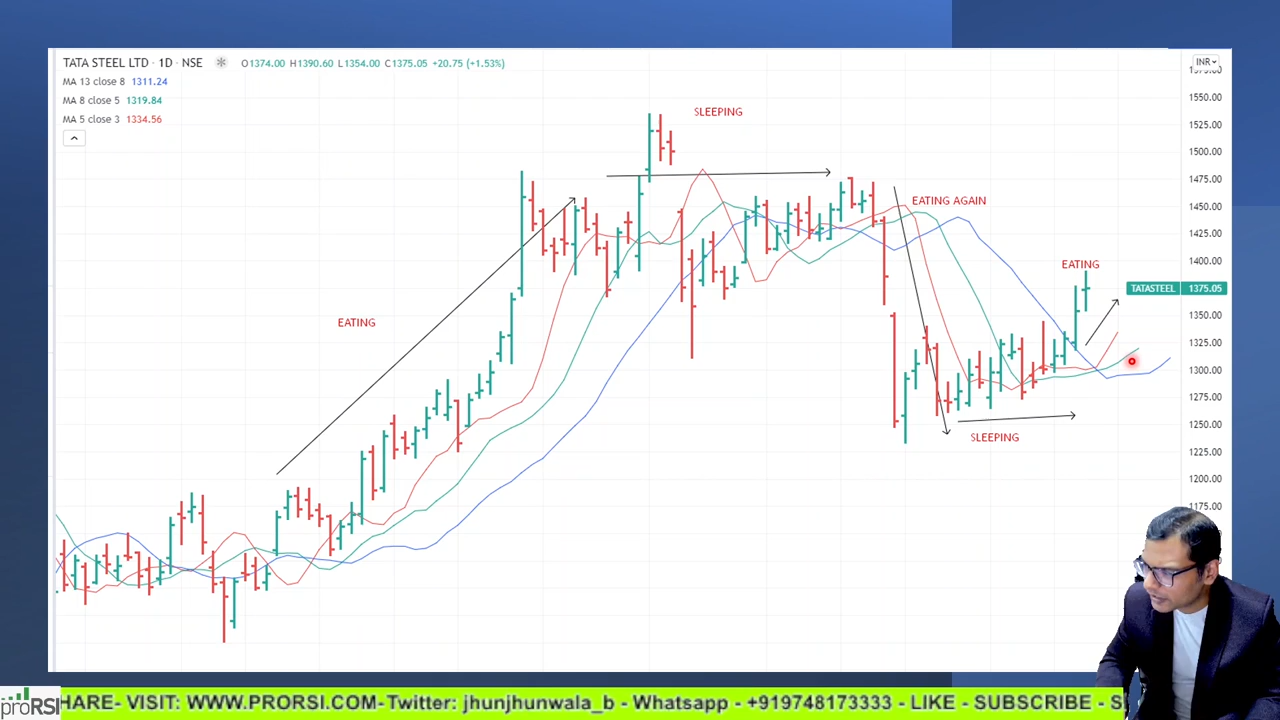 TATA STEEL LTD · 1D · NSE O1374.00 H1390.60 L1354.00 C1375.05 +20.75 (+1.53%)
MA 13 close 8 1311.24
MA 8 close 5 1319.84
MA 5 close 3 1334.56
INR
1550.00
1525.00
1500.00
1475.00
1450.00
1425.00
1400.00
TATASTEEL 1375.05
1350.00
1325.00
1300.00
1275.00
1250.00
1225.00
1200.00
1175.00
SLEEPING
EATING AGAIN
EATING
EATING
SLEEPING
proRSI
HARE- VISIT: WWW.PRORSI.COM-Twitter: jhunjhunwala_b - Whatsapp - +919748173333 - LIKE - SUBSCRIBE - S